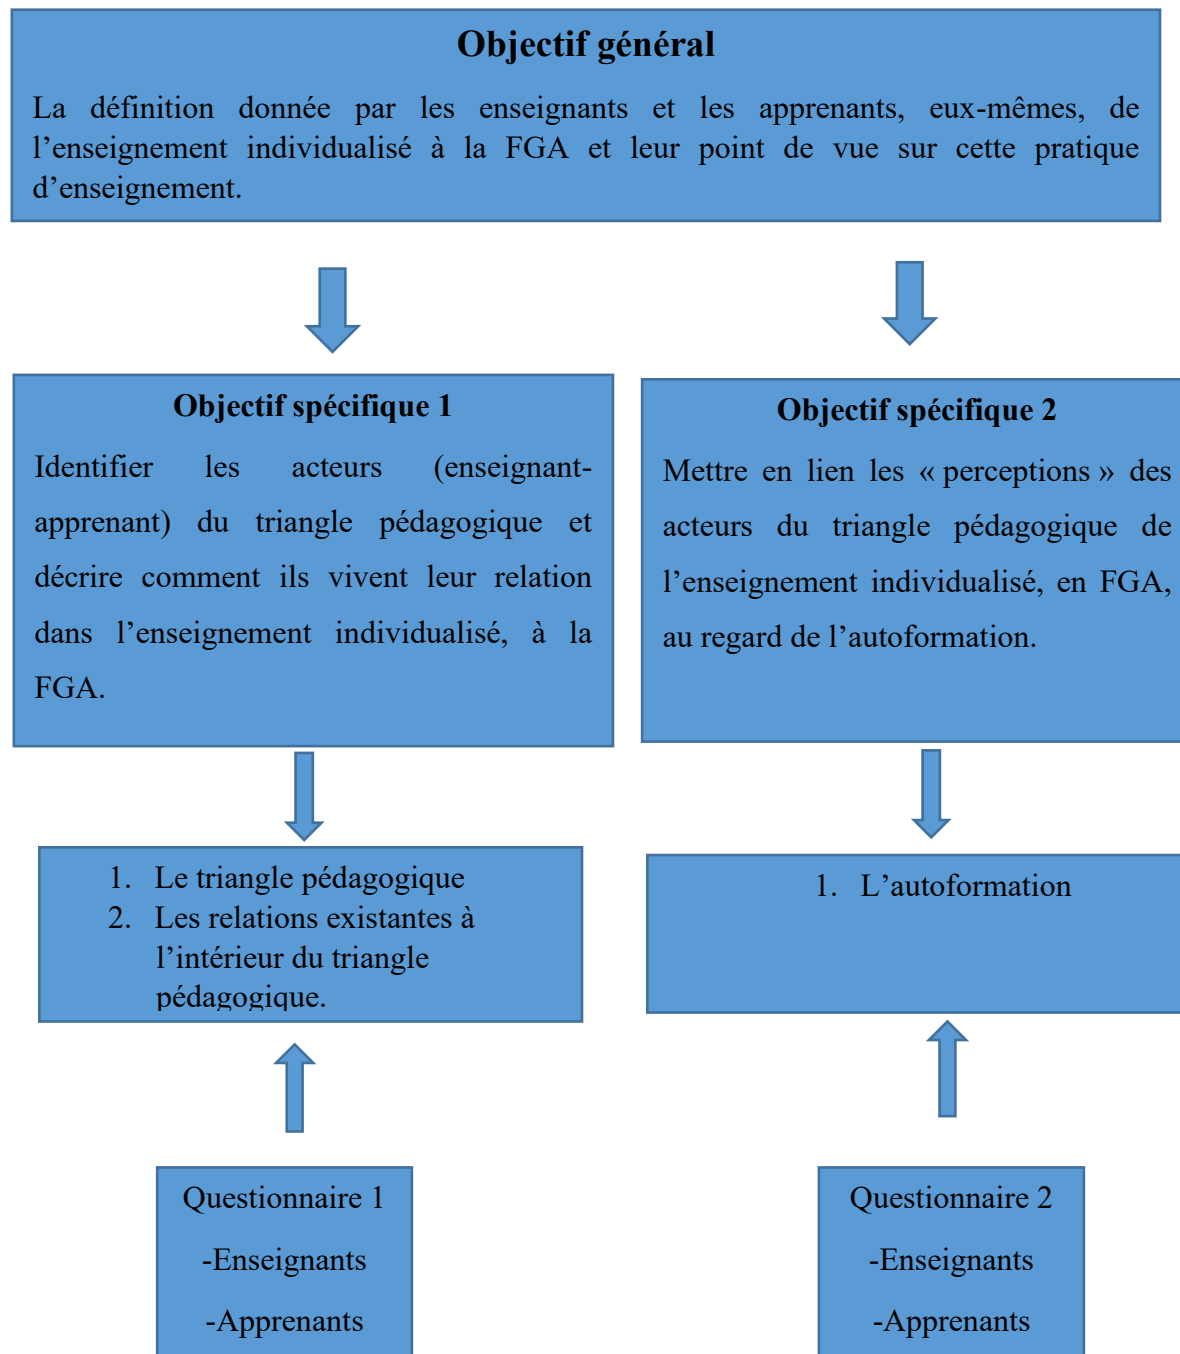 Objectif général
La définition donnée par les enseignants et les apprenants, eux-mêmes, de
l’enseignement individualisé à la FGA et leur point de vue sur cette pratique
d’enseignement.
Objectif spécifique 1
Identifier les acteurs (enseignant-
apprenant) du triangle pédagogique et
décrire comment ils vivent leur relation
dans l’enseignement individualisé, à la
FGA.
Objectif spécifique 2
Mettre en lien les « perceptions » des
acteurs du triangle pédagogique de
l’enseignement individualisé, en FGA,
au regard de l’autoformation.
1. Le triangle pédagogique
2. Les relations existantes à
l’intérieur du triangle
pédagogique.
1. L’autoformation
Questionnaire 1
-Enseignants
-Apprenants
Questionnaire 2
-Enseignants
-Apprenants